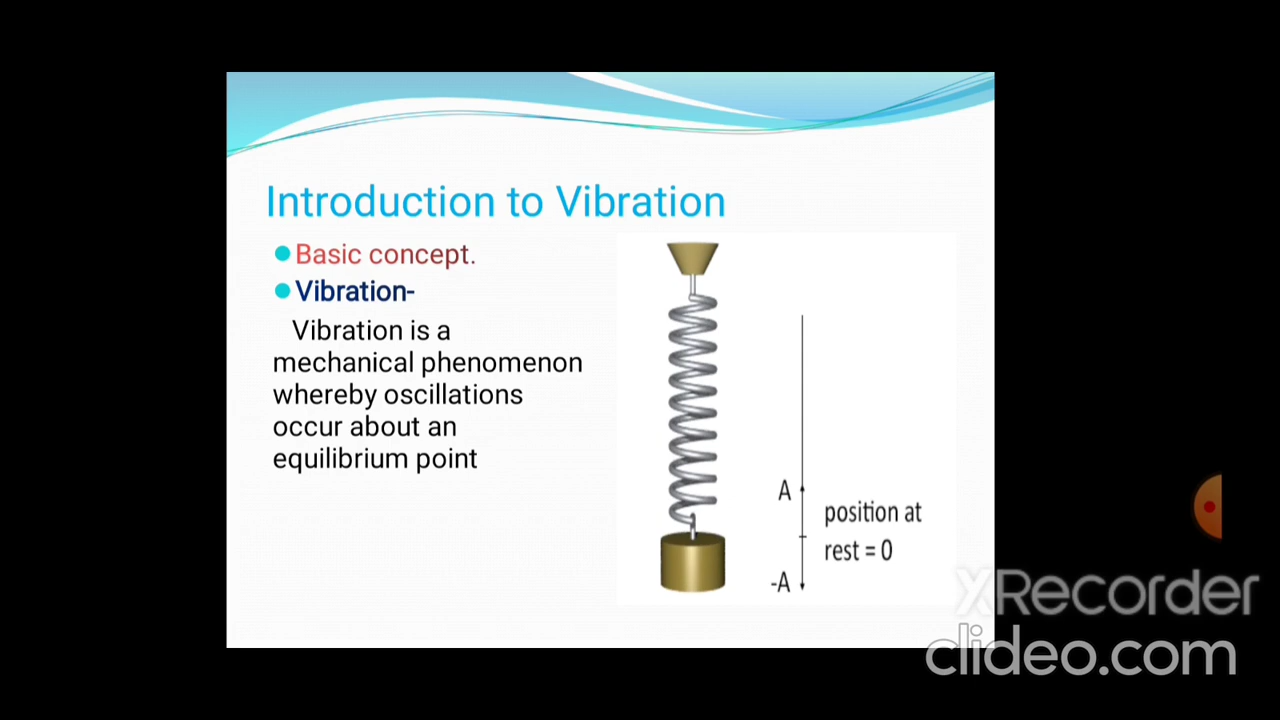 Introduction to Vibration
Basic concept.
Vibration-
Vibration is a
mechanical phenomenon
whereby oscillations
occur about an
equilibrium point
A
position at
rest = 0
-A
XRecorder
clideo.com